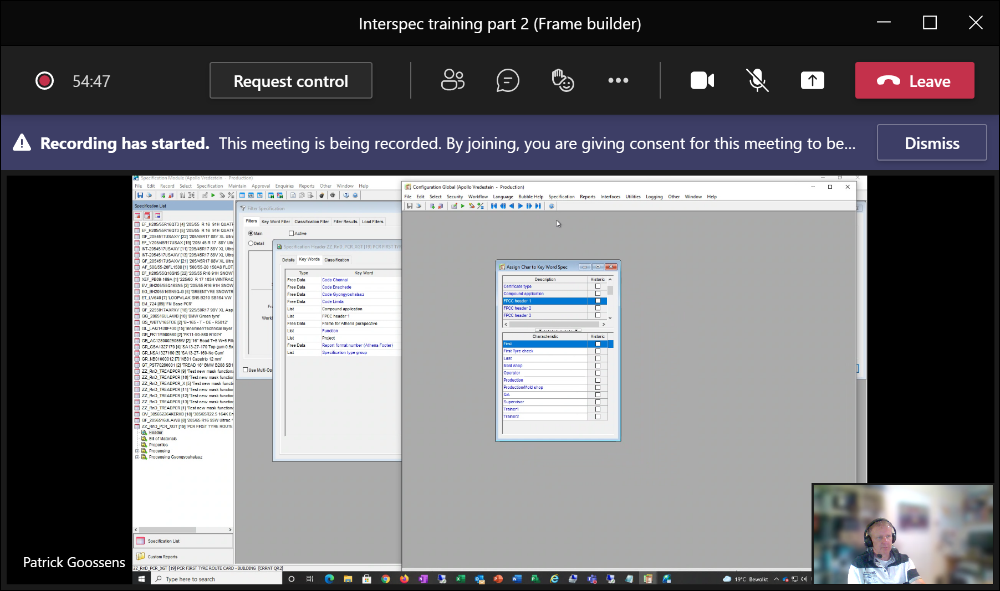 Interspec training part 2 (Frame builder)
54:47
Request control
Leave
Recording has started. This meeting is being recorded. By joining, you are giving consent for this meeting to be...
Dismiss
Specification Module (Apollo Vredestein - Production)
File Edit Record Select Specification Maintain Approval Enquiries Reports Other Window Help
Specification List
EF_H205/55R16QT3 [4] '205/55 R 16 91H QUATR
EF_H205/55R16QT3 [5] '205/55 R 16 91H QUATR
GF_2054517USAXY [22] '205/45R17 88Y XL Ultra
EF_Y205/45R17USAX [19] '205/ 45 R 17 88Y Ultr
INT-2054517USAXY [11] '205/45R17 88Y XL Ultra
INT-2054517USAXV [13] '205/45R17 88V XL Ultra
GF_2054517USAXV [21] '205/45R17 88V XL Ultra
AF_500/55-20FL1508 [1] '500/55-20 150A8 FLOT
EF_H205/55Q16SN5 [22] '205/55 R16 91H SNOWT
XEF_PB09-169A [1] '225/60 R 17 103H WINTRAC
EV_BH205/55Q16SN5 [2] '205/55 R16 91H SNOW
EG_BH205516SN5Q-G [5] 'GREENTYRE SNOWTR
ET_LV640 [7] 'LOOPVLAK SN5 B210 SB164 VW
EM_724 [89] 'FM Base PCR'
GF_2255017AXPXY [18] '225/50R17 98Y XL Asp
GG_206516ULAWB [10] 'BMW Green tyre'
GS_WBTV165TOE [2] 'B=165 - T - OE - RS012'
GL_LAQ1430F430 [15] 'Innerliner/Technical layer
GR_PK11M900580 [2] 'PK11-90-580 B1024'
GB_AC12800025055W [2] '16" Bead T=5 W=5 Fill
GR_GSA1327170 [4] 'SA13-27-170 Top gum 0.5x
GR_NSA1327160 [5] 'SA13-27-160-No Gum'
GR_NB01000012 [7] 'NB01 Capstrip 12 mm'
GT_PST70260001 [2] 'TREAD 16" BMW B208 SB1
ZZ_RnD_TREADPCR [9] 'Test new mask functiona
ZZ_RnD_TREADPCR [10] 'Test new mask function
ZZ_RnD_TREADPCR_X [5] 'Test new mask functi
ZZ_RnD_TREADPCR [11] 'Test new mask function
ZZ_RnD_TREADPCR [12] 'Test new mask function
ZZ_RnD_TREADPCR [13] 'Test new mask function
ZZ_RnD_TREADPCR [1] 'Test new mask functiona
GV_385652264KERHD [18] '385/65R22.5 164K En
GF_2056516ULAWB [8] '205/65 R16 95W Ultrac *
ZZ_RnD_PCR_XGT [19] 'PCR FIRST TYRE ROUTE
Header
Bill of Materials
Properties
Processing
Processing Gyongyoshalasz
Specification List
Custom Reports
ZZ_RnD_PCR_XGT [19] PCR FIRST TYRE ROUTE CARD - BUILDING [CRRNT QR2]
Filter Specification
Filters Key Word Filter Classification Filter Filter Results Load Filters
Main Active
Detail
Fra
Workl
Use Multi-Op
Specification Header ZZ_RnD_PCR_XGT [19] PCR FIRST TYR
Details Key Words Classification
Type Key Word
Free Data Code Chennai
Free Data Code Enschede
Free Data Code Gyongyoshalasz
Free Data Code Limda
List Compound application
List FPCC header 1
Free Data Frame for Athena perspective
List Function
List Project
Free Data Report format number (Athena Footer)
List Specification type group
Configuration Global (Apollo Vredestein - Production)
File Edit Select Security Workflow Language Bubble Help Specification Reports Interfaces Utilities Logging Other Window Help
Assign Char to Key Word Spec
Description Historic
Certificate type
Compound application
FPCC header 1
FPCC header 2
FPCC header 3
Characteristic Historic
First
First Tyre check
Last
Mold shop
Operator
Production
Production/Mold shop
QA
Supervisor
Trainer1
Trainer2
Patrick Goossens
Type here to search
19°C Bewolkt